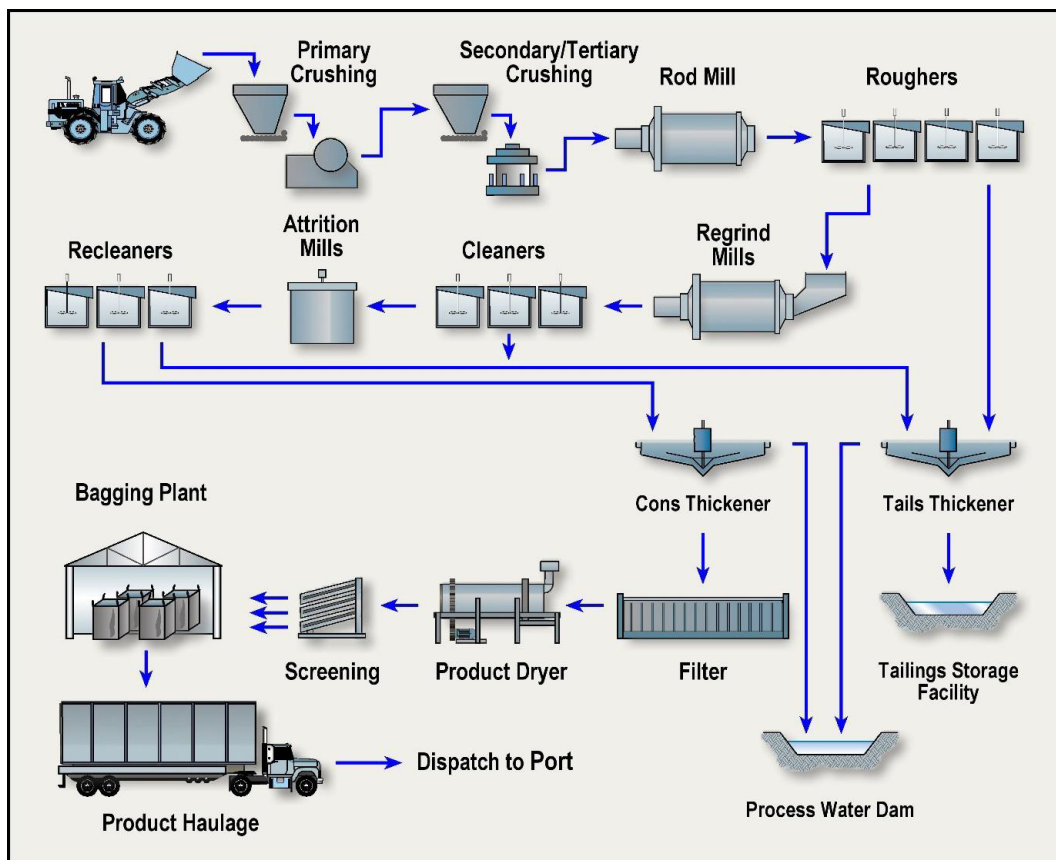 Primary
Crushing
Secondary/Tertiary
Crushing
Rod Mill
Roughers
Recleaners
Attrition
Mills
Cleaners
Regrind
Mills
Cons Thickener
Tails Thickener
Bagging Plant
Screening
Product Dryer
Filter
Tailings Storage
Facility
Product Haulage
Dispatch to Port
Process Water Dam